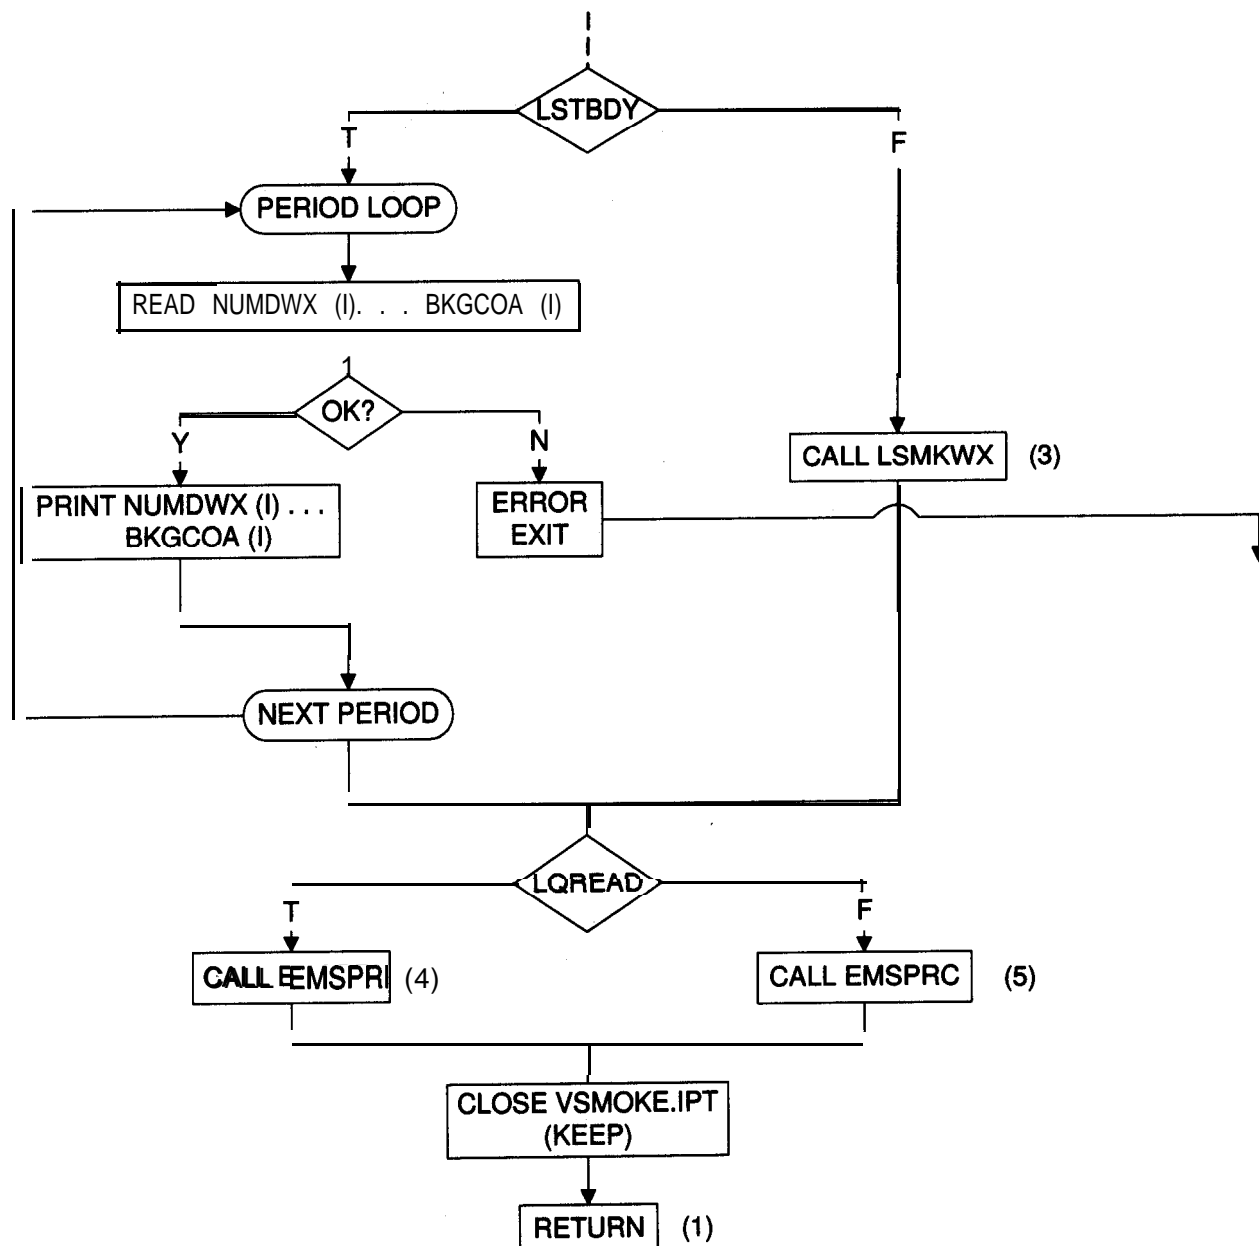 LSTBDY
T
F
PERIOD LOOP
READ NUMDWX (I). . . BKGCOA (I)
OK?
Y
N
CALL LSMKWX (3)
PRINT NUMDWX (I) . . .
BKGCOA (I)
ERROR
EXIT
NEXT PERIOD
LQREAD
T
F
CALL EMSPRI (4)
CALL EMSPRC (5)
CLOSE VSMOKE.IPT
(KEEP)
RETURN (1)